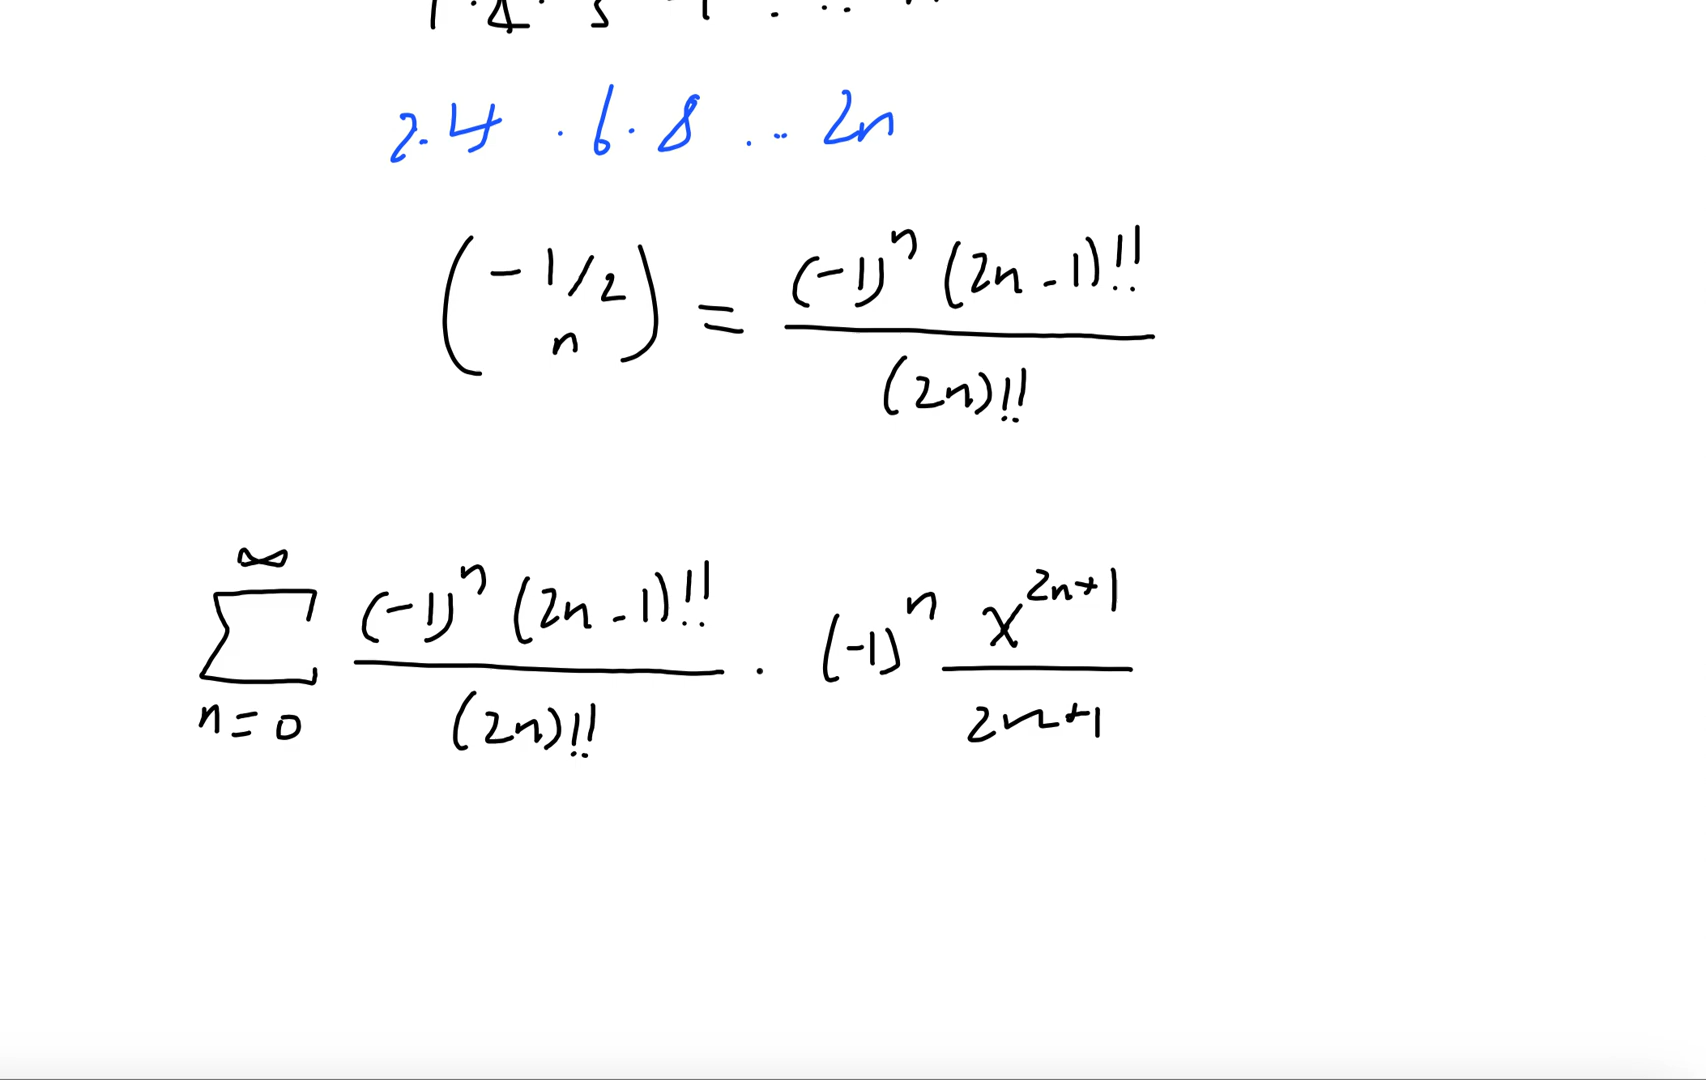 2.4 . 6. 8 ... 2n
(-1/2 n) = (-1)^n (2n-1)!! / (2n)!!
∑_{n=0}^{∞} (-1)^n (2n-1)!! / (2n)!! . (-1)^n x^{2n+1} / 2n+1